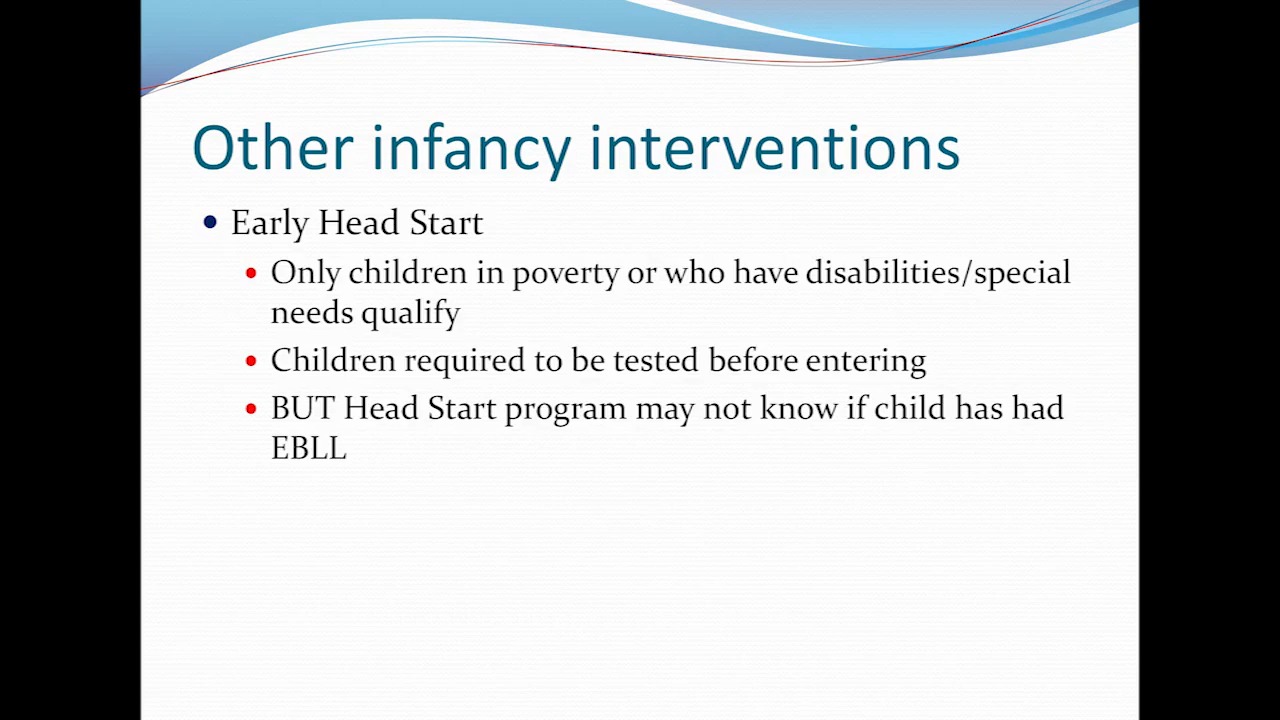 Other infancy interventions
Early Head Start
Only children in poverty or who have disabilities/special
needs qualify
Children required to be tested before entering
BUT Head Start program may not know if child has had
EBLL